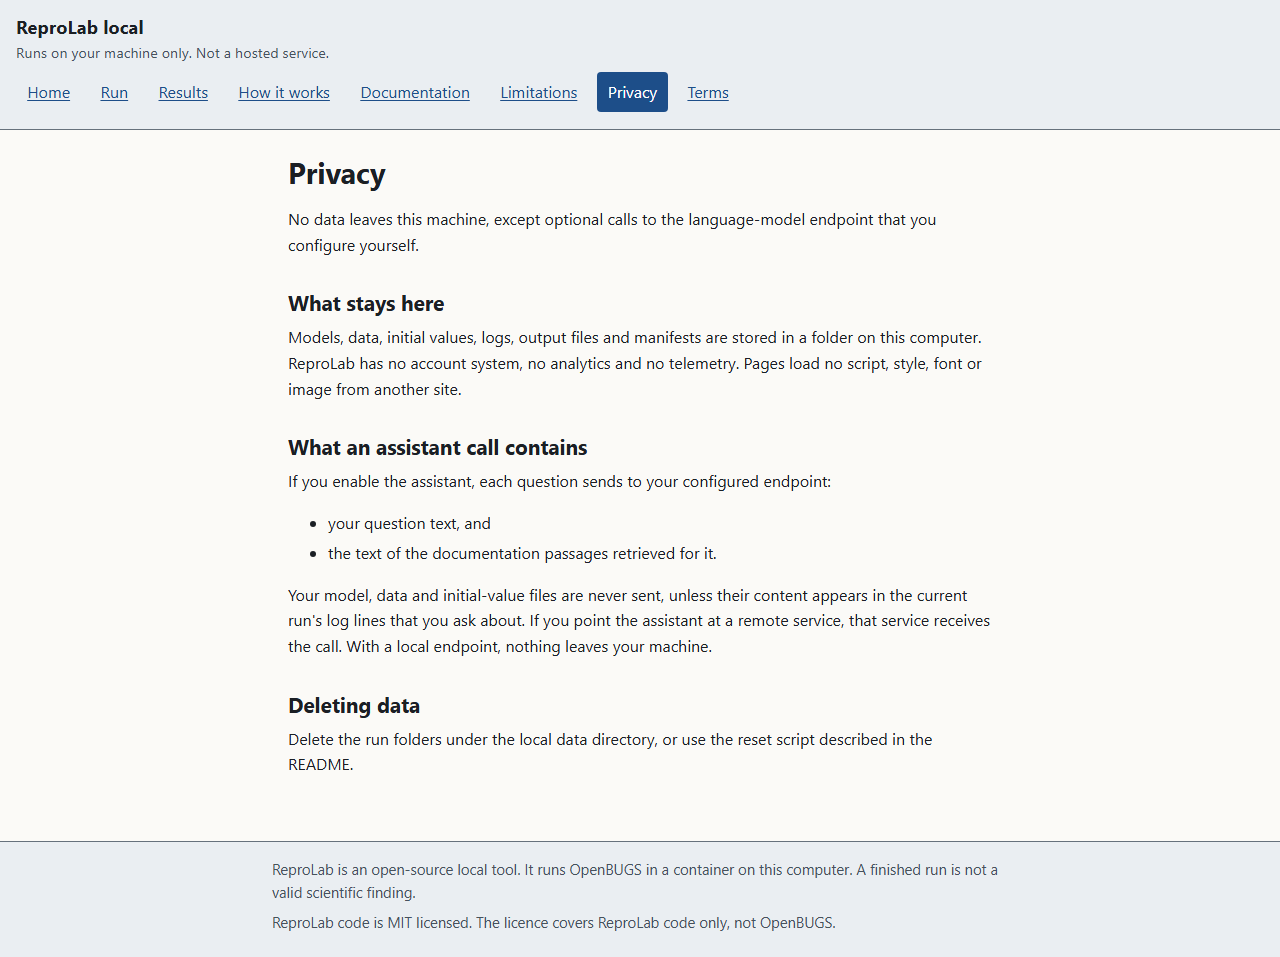 ReproLab local
Runs on your machine only. Not a hosted service.
Home Run Results How it works Documentation Limitations Privacy Terms
Privacy
No data leaves this machine, except optional calls to the language-model endpoint that you
configure yourself.
What stays here
Models, data, initial values, logs, output files and manifests are stored in a folder on this computer.
ReproLab has no account system, no analytics and no telemetry. Pages load no script, style, font or
image from another site.
What an assistant call contains
If you enable the assistant, each question sends to your configured endpoint:
• your question text, and
• the text of the documentation passages retrieved for it.
Your model, data and initial-value files are never sent, unless their content appears in the current
run's log lines that you ask about. If you point the assistant at a remote service, that service receives
the call. With a local endpoint, nothing leaves your machine.
Deleting data
Delete the run folders under the local data directory, or use the reset script described in the
README.
ReproLab is an open-source local tool. It runs OpenBUGS in a container on this computer. A finished run is not a
valid scientific finding.
ReproLab code is MIT licensed. The licence covers ReproLab code only, not OpenBUGS.